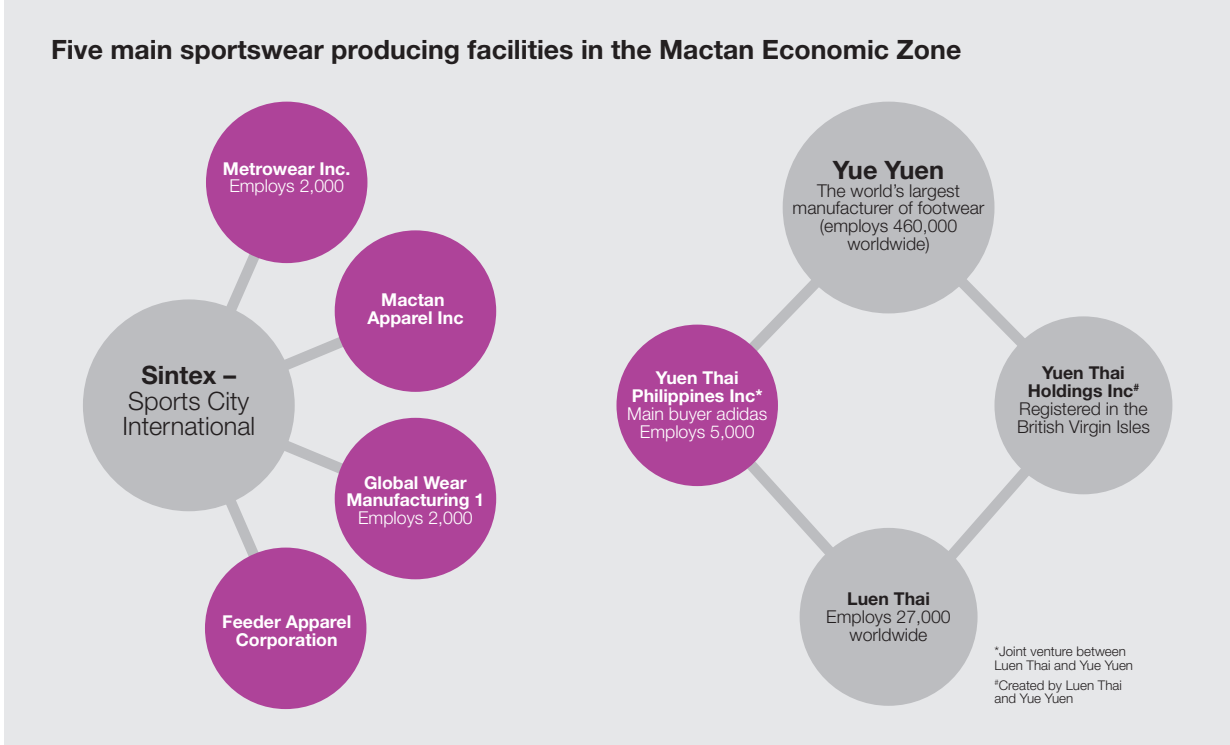 Five main sportswear producing facilities in the Mactan Economic Zone
Metrowear Inc.
Employs 2,000
Mactan
Apparel Inc
Sintex –
Sports City
International
Global Wear
Manufacturing 1
Employs 2,000
Feeder Apparel
Corporation
Yue Yuen
The world's largest
manufacturer of footwear
(employs 460,000
worldwide)
Yuen Thai
Philippines Inc*
Main buyer adidas
Employs 5,000
Yuen Thai
Holdings Inc#
Registered in the
British Virgin Isles
Luen Thai
Employs 27,000
worldwide
*Joint venture between
Luen Thai and Yue Yuen
#Created by Luen Thai
and Yue Yuen